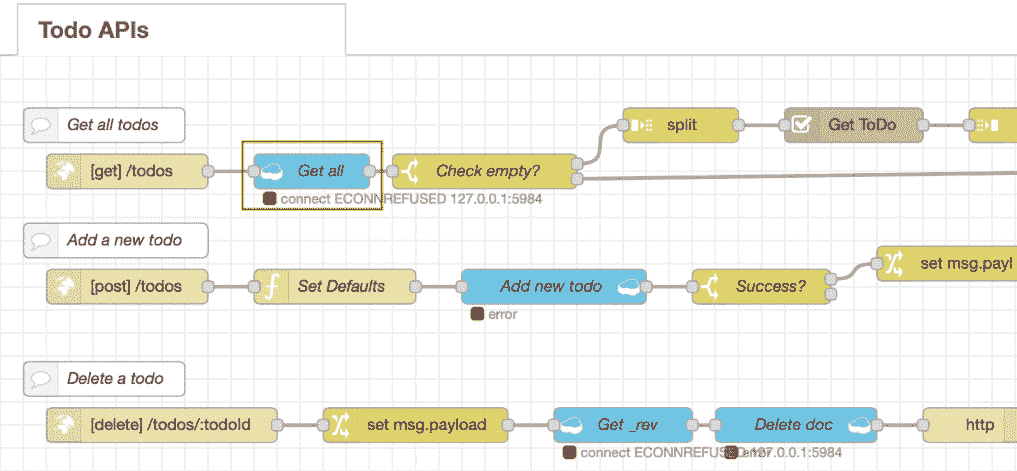 Todo APIs
Get all todos
split
Get ToDo
[get] /todos
Get all
Check empty?
connect ECONNREFUSED 127.0.0.1:5984
Add a new todo
[post] /todos
Set Defaults
Add new todo
Success?
set msg.payl
error
Delete a todo
[delete] /todos/:todoId
set msg.payload
Get _rev
Delete doc
http
connect ECONNREFUSED 127.0.0.1:5984
error